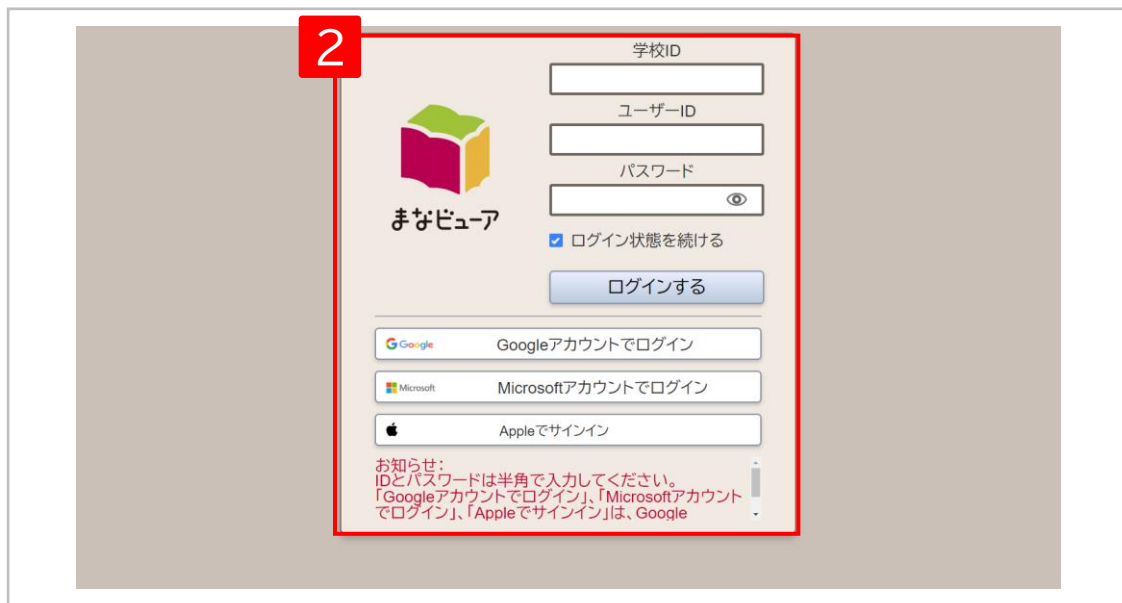 2
学校ID
ユーザーID
パスワード
まなビューア
ログイン状態を続ける
ログインする
Google
Googleアカウントでログイン
Microsoft
Microsoftアカウントでログイン
Appleでサインイン
お知らせ：
IDとパスワードは半角で入力してください。
「Googleアカウントでログイン」、「Microsoftアカウント
でログイン」、「Appleでサインイン」は、Google